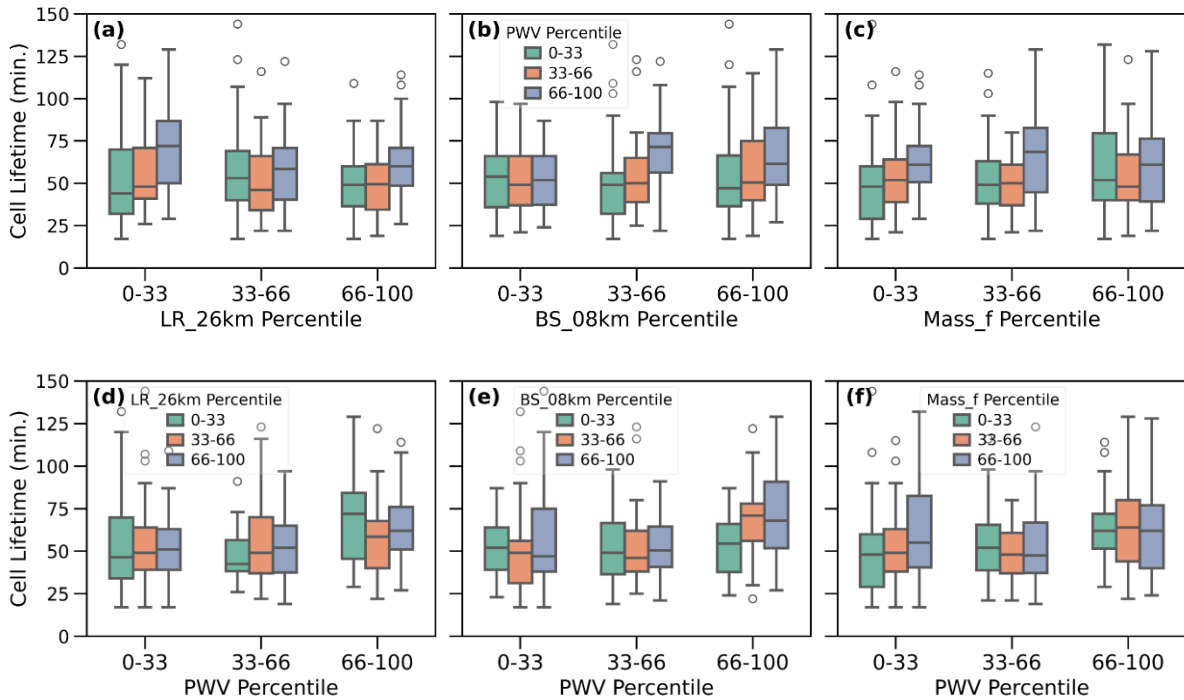 (a)
(b)
(c)
PWV Percentile
0-33
33-66
66-100
Cell Lifetime (min.)
150
125
100
75
50
25
0
0-33 33-66 66-100
LR_26km Percentile
0-33 33-66 66-100
BS_08km Percentile
0-33 33-66 66-100
Mass_f Percentile
(d)
LR_26km Percentile
0-33
33-66
66-100
(e)
BS_08km Percentile
0-33
33-66
66-100
(f)
Mass_f Percentile
0-33
33-66
66-100
Cell Lifetime (min.)
150
125
100
75
50
25
0
0-33 33-66 66-100
PWV Percentile
0-33 33-66 66-100
PWV Percentile
0-33 33-66 66-100
PWV Percentile